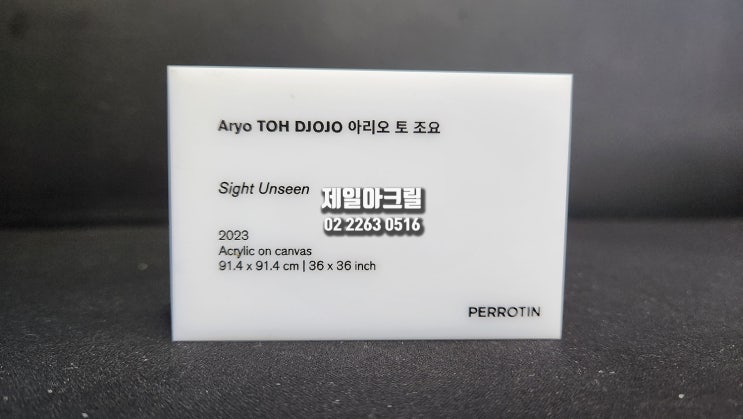 Aryo TOH DJOJO 아리오 토 조요
Sight Unseen
제일아크릴
02 2263 0516
2023
Acrylic on canvas
91.4 x 91.4 cm | 36 x 36 inch
PERROTIN